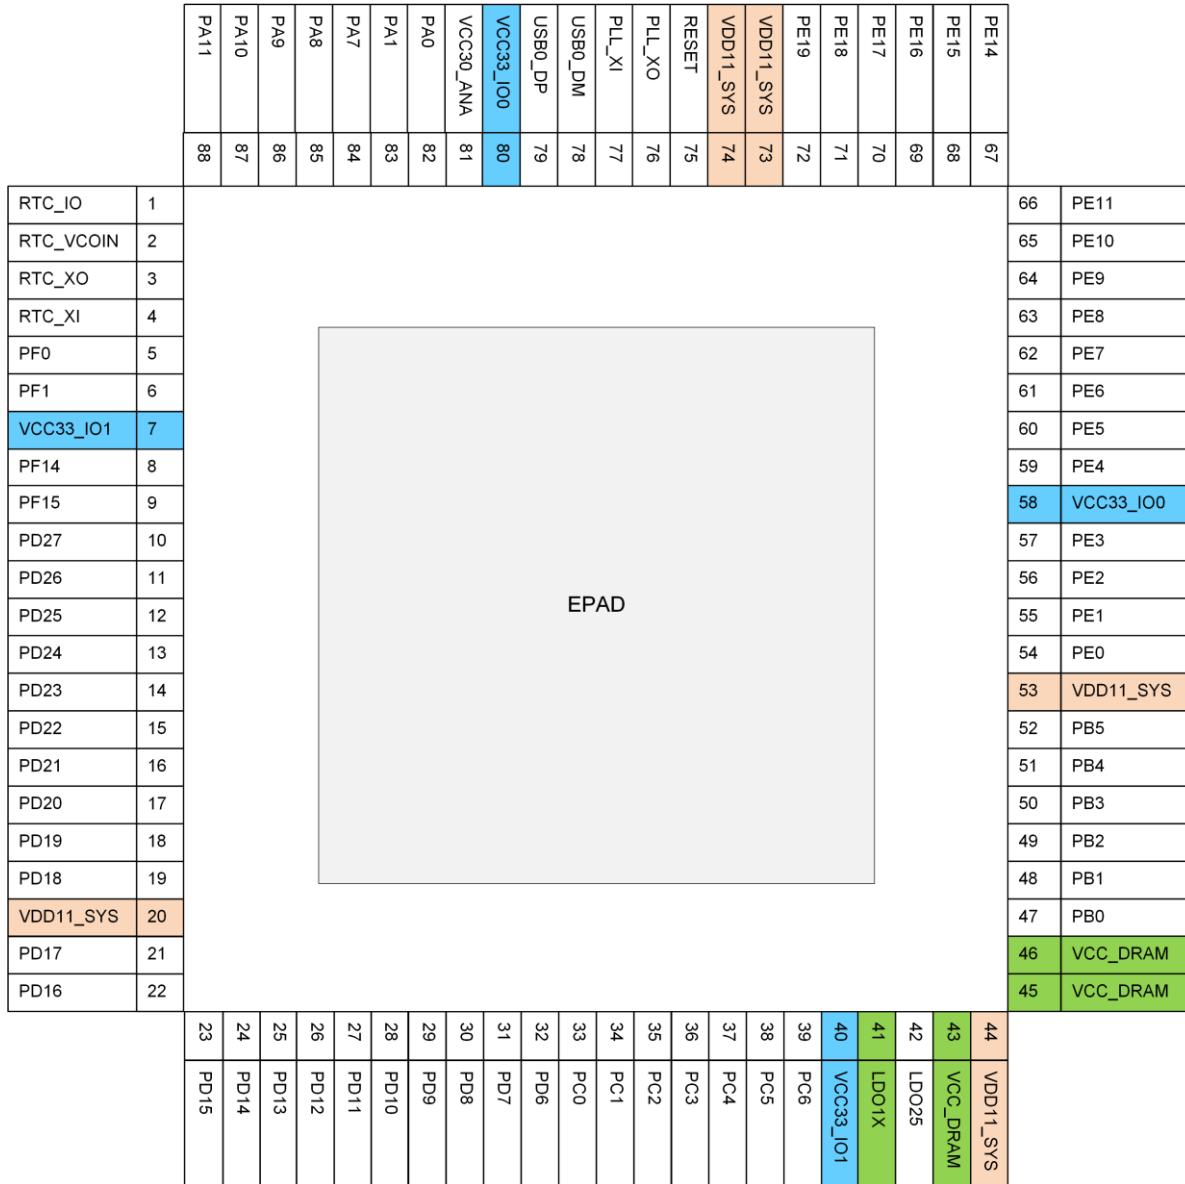 PA11 PA10 PA9 PA8 PA7 PA1 PA0 VCC30_ANA VCC33_IO0 USB0_DP USB0_DM PLL_XI PLL_XO RESET VDD11_SYS VDD11_SYS PE19 PE18 PE17 PE16 PE15 PE14
88 87 86 85 84 83 82 81 80 79 78 77 76 75 74 73 72 71 70 69 68 67
RTC_IO 1
RTC_VCOIN 2
RTC_XO 3
RTC_XI 4
PF0 5
PF1 6
VCC33_IO1 7
PF14 8
PF15 9
PD27 10
PD26 11
PD25 12
PD24 13
PD23 14
PD22 15
PD21 16
PD20 17
PD19 18
PD18 19
VDD11_SYS 20
PD17 21
PD16 22
EPAD
66 PE11
65 PE10
64 PE9
63 PE8
62 PE7
61 PE6
60 PE5
59 PE4
58 VCC33_IO0
57 PE3
56 PE2
55 PE1
54 PE0
53 VDD11_SYS
52 PB5
51 PB4
50 PB3
49 PB2
48 PB1
47 PB0
46 VCC_DRAM
45 VCC_DRAM
23 24 25 26 27 28 29 30 31 32 33 34 35 36 37 38 39 40 41 42 43 44
PD15 PD14 PD13 PD12 PD11 PD10 PD9 PD8 PD7 PD6 PC0 PC1 PC2 PC3 PC4 PC5 PC6 VCC33_IO1 LDO1X LDO25 VCC_DRAM VDD11_SYS